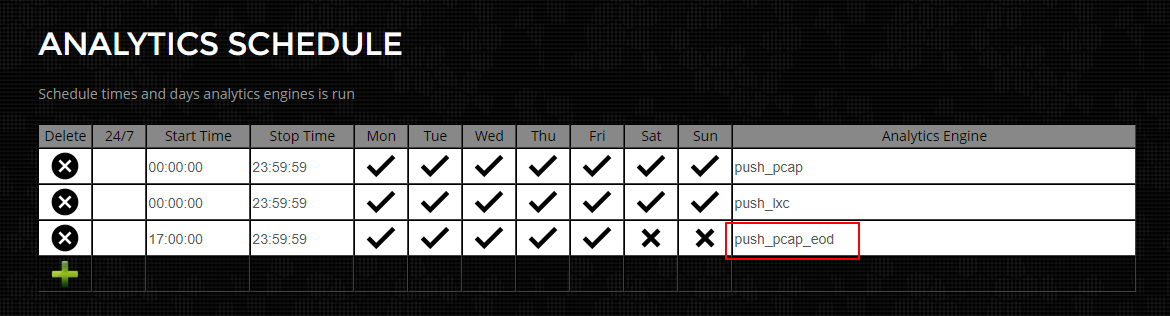 ANALYTICS SCHEDULE
Schedule times and days analytics engines is run
Delete 24/7 Start Time Stop Time Mon Tue Wed Thu Fri Sat Sun Analytics Engine
00:00:00 23:59:59 push_pcap
00:00:00 23:59:59 push_lxc
17:00:00 23:59:59 push_pcap_eod